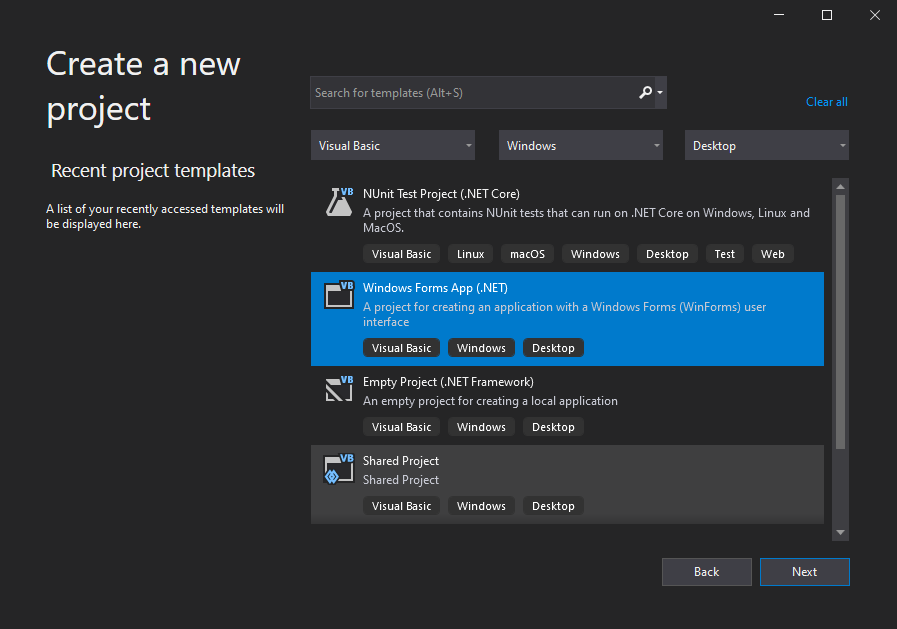 Create a new
project
Recent project templates
A list of your recently accessed templates will
be displayed here.
Search for templates (Alt+S)
Clear all
Visual Basic
Windows
Desktop
VB
NUnit Test Project (.NET Core)
A project that contains NUnit tests that can run on .NET Core on Windows, Linux and
MacOS.
Visual Basic Linux macOS Windows Desktop Test Web
VB
Windows Forms App (.NET)
A project for creating an application with a Windows Forms (WinForms) user
interface
Visual Basic Windows Desktop
VB
Empty Project (.NET Framework)
An empty project for creating a local application
Visual Basic Windows Desktop
VB
Shared Project
Shared Project
Visual Basic Windows Desktop
Back
Next